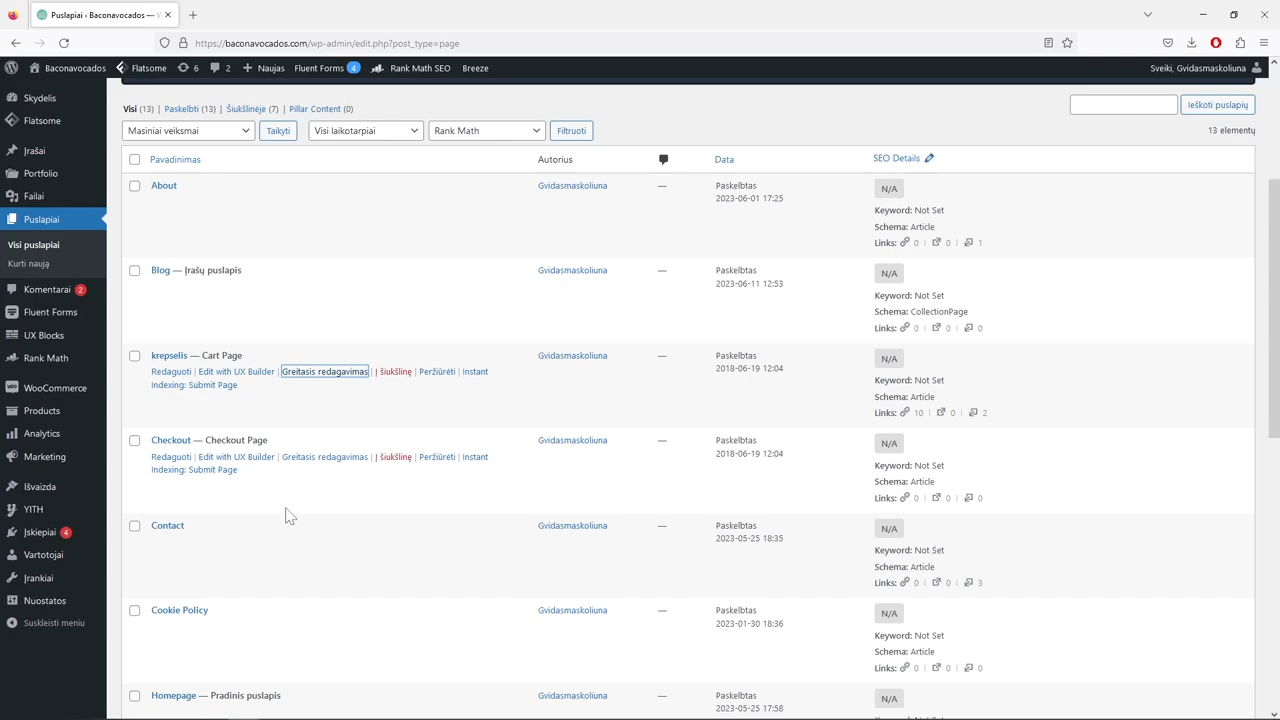 Puslapiai ‹ Baconavocados — W
https://baconavocados.com/wp-admin/edit.php?post_type=page
Baconavocados Flatsome 6 2 Naujas Fluent Forms 4 Rank Math SEO Breeze Sveiki, Gvidasmaskoliuna
Skydelis
Flatsome
Įrašai
Portfolio
Failai
Puslapiai
Visi puslapiai
Kurti naują
Komentarai 2
Fluent Forms
UX Blocks
Rank Math
WooCommerce
Products
Analytics
Marketing
Išvaizda
YITH
Įskiepiai 4
Vartotojai
Įrankiai
Nuostatos
Suskleisti meniu
Visi (13) | Paskelbti (13) | Šiukšlinėje (7) | Pillar Content (0)
Ieškoti puslapių
Masiniai veiksmai Taikyti Visi laikotarpiai Rank Math Filtruoti 13 elementų
Pavadinimas Autorius Data SEO Details
About Gvidasmaskoliuna — Paskelbtas
2023-06-01 17:25
N/A
Keyword: Not Set
Schema: Article
Links: 0 | 0 | 1
Blog — Įrašų puslapis Gvidasmaskoliuna — Paskelbtas
2023-06-11 12:53
N/A
Keyword: Not Set
Schema: CollectionPage
Links: 0 | 0 | 0
krepselis — Cart Page Gvidasmaskoliuna — Paskelbtas
2018-06-19 12:04
Redaguoti | Edit with UX Builder | Greitasis redagavimas | Į šiukšlinę | Peržiūrėti | Instant
Indexing: Submit Page
N/A
Keyword: Not Set
Schema: Article
Links: 10 | 0 | 2
Checkout — Checkout Page Gvidasmaskoliuna — Paskelbtas
2018-06-19 12:04
Redaguoti | Edit with UX Builder | Greitasis redagavimas | Į šiukšlinę | Peržiūrėti | Instant
Indexing: Submit Page
N/A
Keyword: Not Set
Schema: Article
Links: 0 | 0 | 0
Contact Gvidasmaskoliuna — Paskelbtas
2023-05-25 18:35
N/A
Keyword: Not Set
Schema: Article
Links: 0 | 0 | 3
Cookie Policy Gvidasmaskoliuna — Paskelbtas
2023-01-30 18:36
N/A
Keyword: Not Set
Schema: Article
Links: 0 | 0 | 0
Homepage — Pradinis puslapis Gvidasmaskoliuna — Paskelbtas
2023-05-25 17:58
N/A